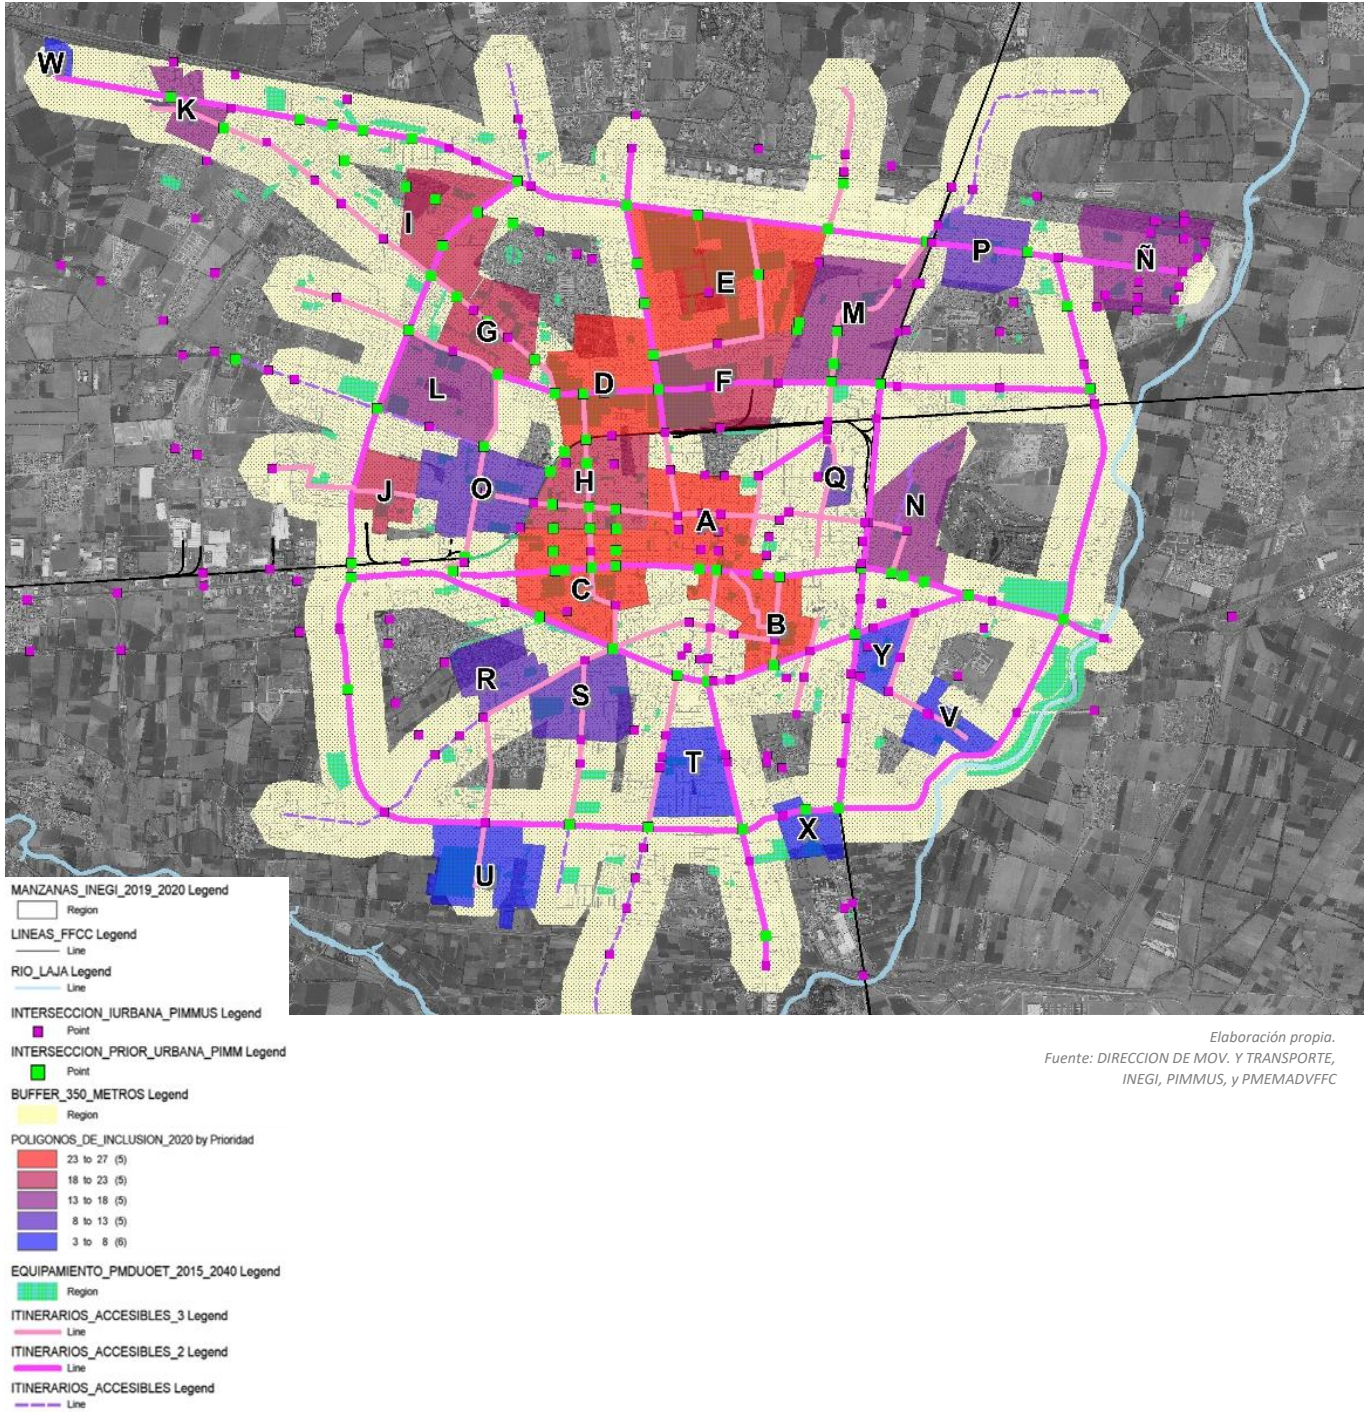 W
K
I
P
Ñ
E
M
G
D
F
L
J
O
H
Q
A
N
C
B
Y
R
S
V
T
X
U
MANZANAS_INEGI_2019_2020 Legend
Region
LINEAS_FFCC Legend
Line
RIO_LAJA Legend
Line
INTERSECCION_IURBANA_PIMMUS Legend
Point
INTERSECCION_PRIOR_URBANA_PIMM Legend
Point
BUFFER_350_METROS Legend
Region
POLIGONOS_DE_INCLUSION_2020 by Prioridad
23 to 27 (5)
18 to 23 (5)
13 to 18 (5)
8 to 13 (5)
3 to 8 (6)
EQUIPAMIENTO_PMDUOET_2015_2040 Legend
Region
ITINERARIOS_ACCESIBLES_3 Legend
Line
ITINERARIOS_ACCESIBLES_2 Legend
Line
ITINERARIOS_ACCESIBLES Legend
Line
Elaboración propia.
Fuente: DIRECCION DE MOV. Y TRANSPORTE,
INEGI, PIMMUS, y PMEMADVFFC